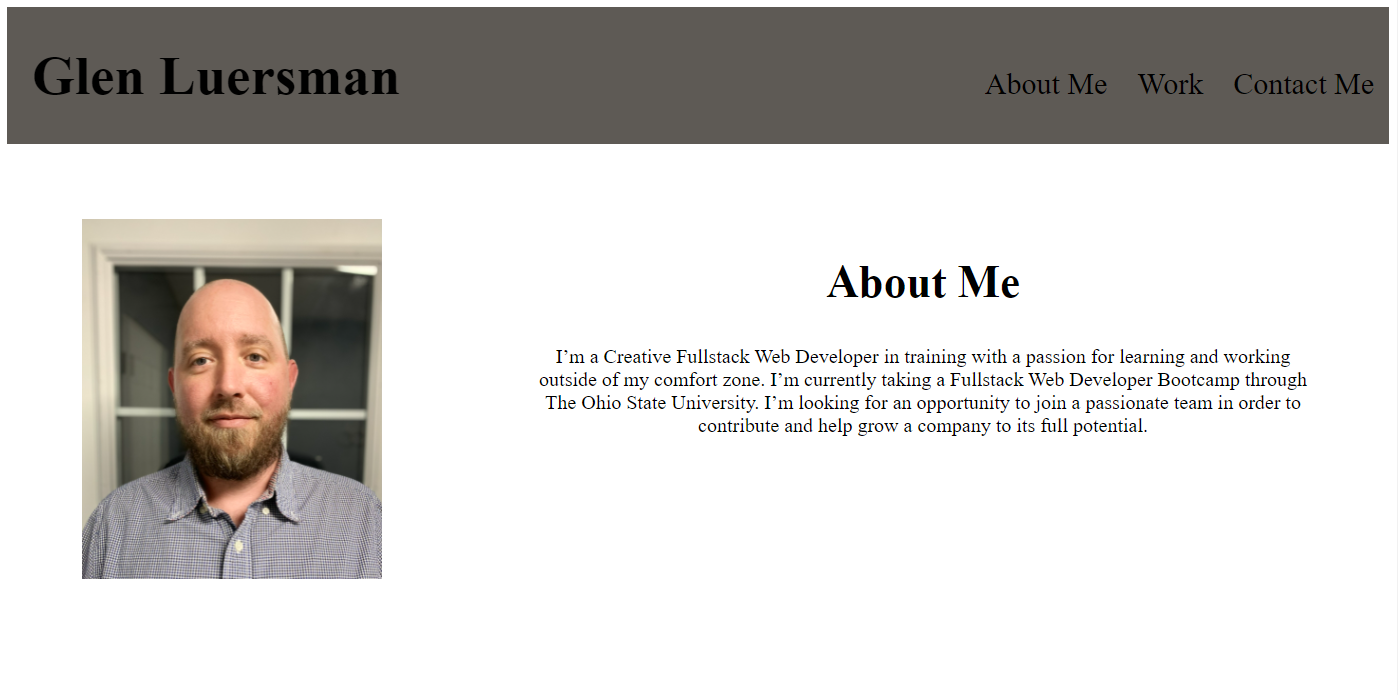 Glen Luersman
About Me Work Contact Me
About Me
I’m a Creative Fullstack Web Developer in training with a passion for learning and working
outside of my comfort zone. I’m currently taking a Fullstack Web Developer Bootcamp through
The Ohio State University. I’m looking for an opportunity to join a passionate team in order to
contribute and help grow a company to its full potential.